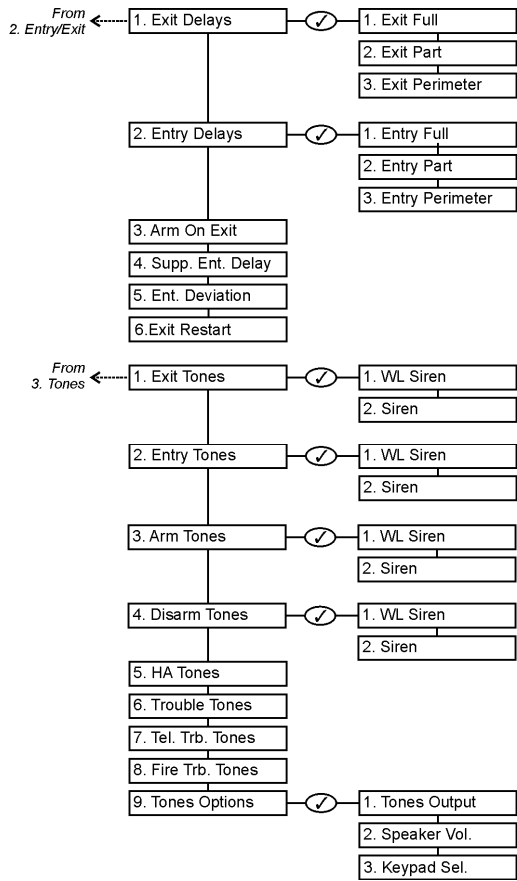 From
2. Entry/Exit
1. Exit Delays
1. Exit Full
2. Exit Part
3. Exit Perimeter
2. Entry Delays
1. Entry Full
2. Entry Part
3. Entry Perimeter
3. Arm On Exit
4. Supp. Ent. Delay
5. Ent. Deviation
6.Exit Restart
From
3. Tones
1. Exit Tones
1. WL Siren
2. Siren
2. Entry Tones
1. WL Siren
2. Siren
3. Arm Tones
1. WL Siren
2. Siren
4. Disarm Tones
1. WL Siren
2. Siren
5. HA Tones
6. Trouble Tones
7. Tel. Trb. Tones
8. Fire Trb. Tones
9. Tones Options
1. Tones Output
2. Speaker Vol.
3. Keypad Sel.